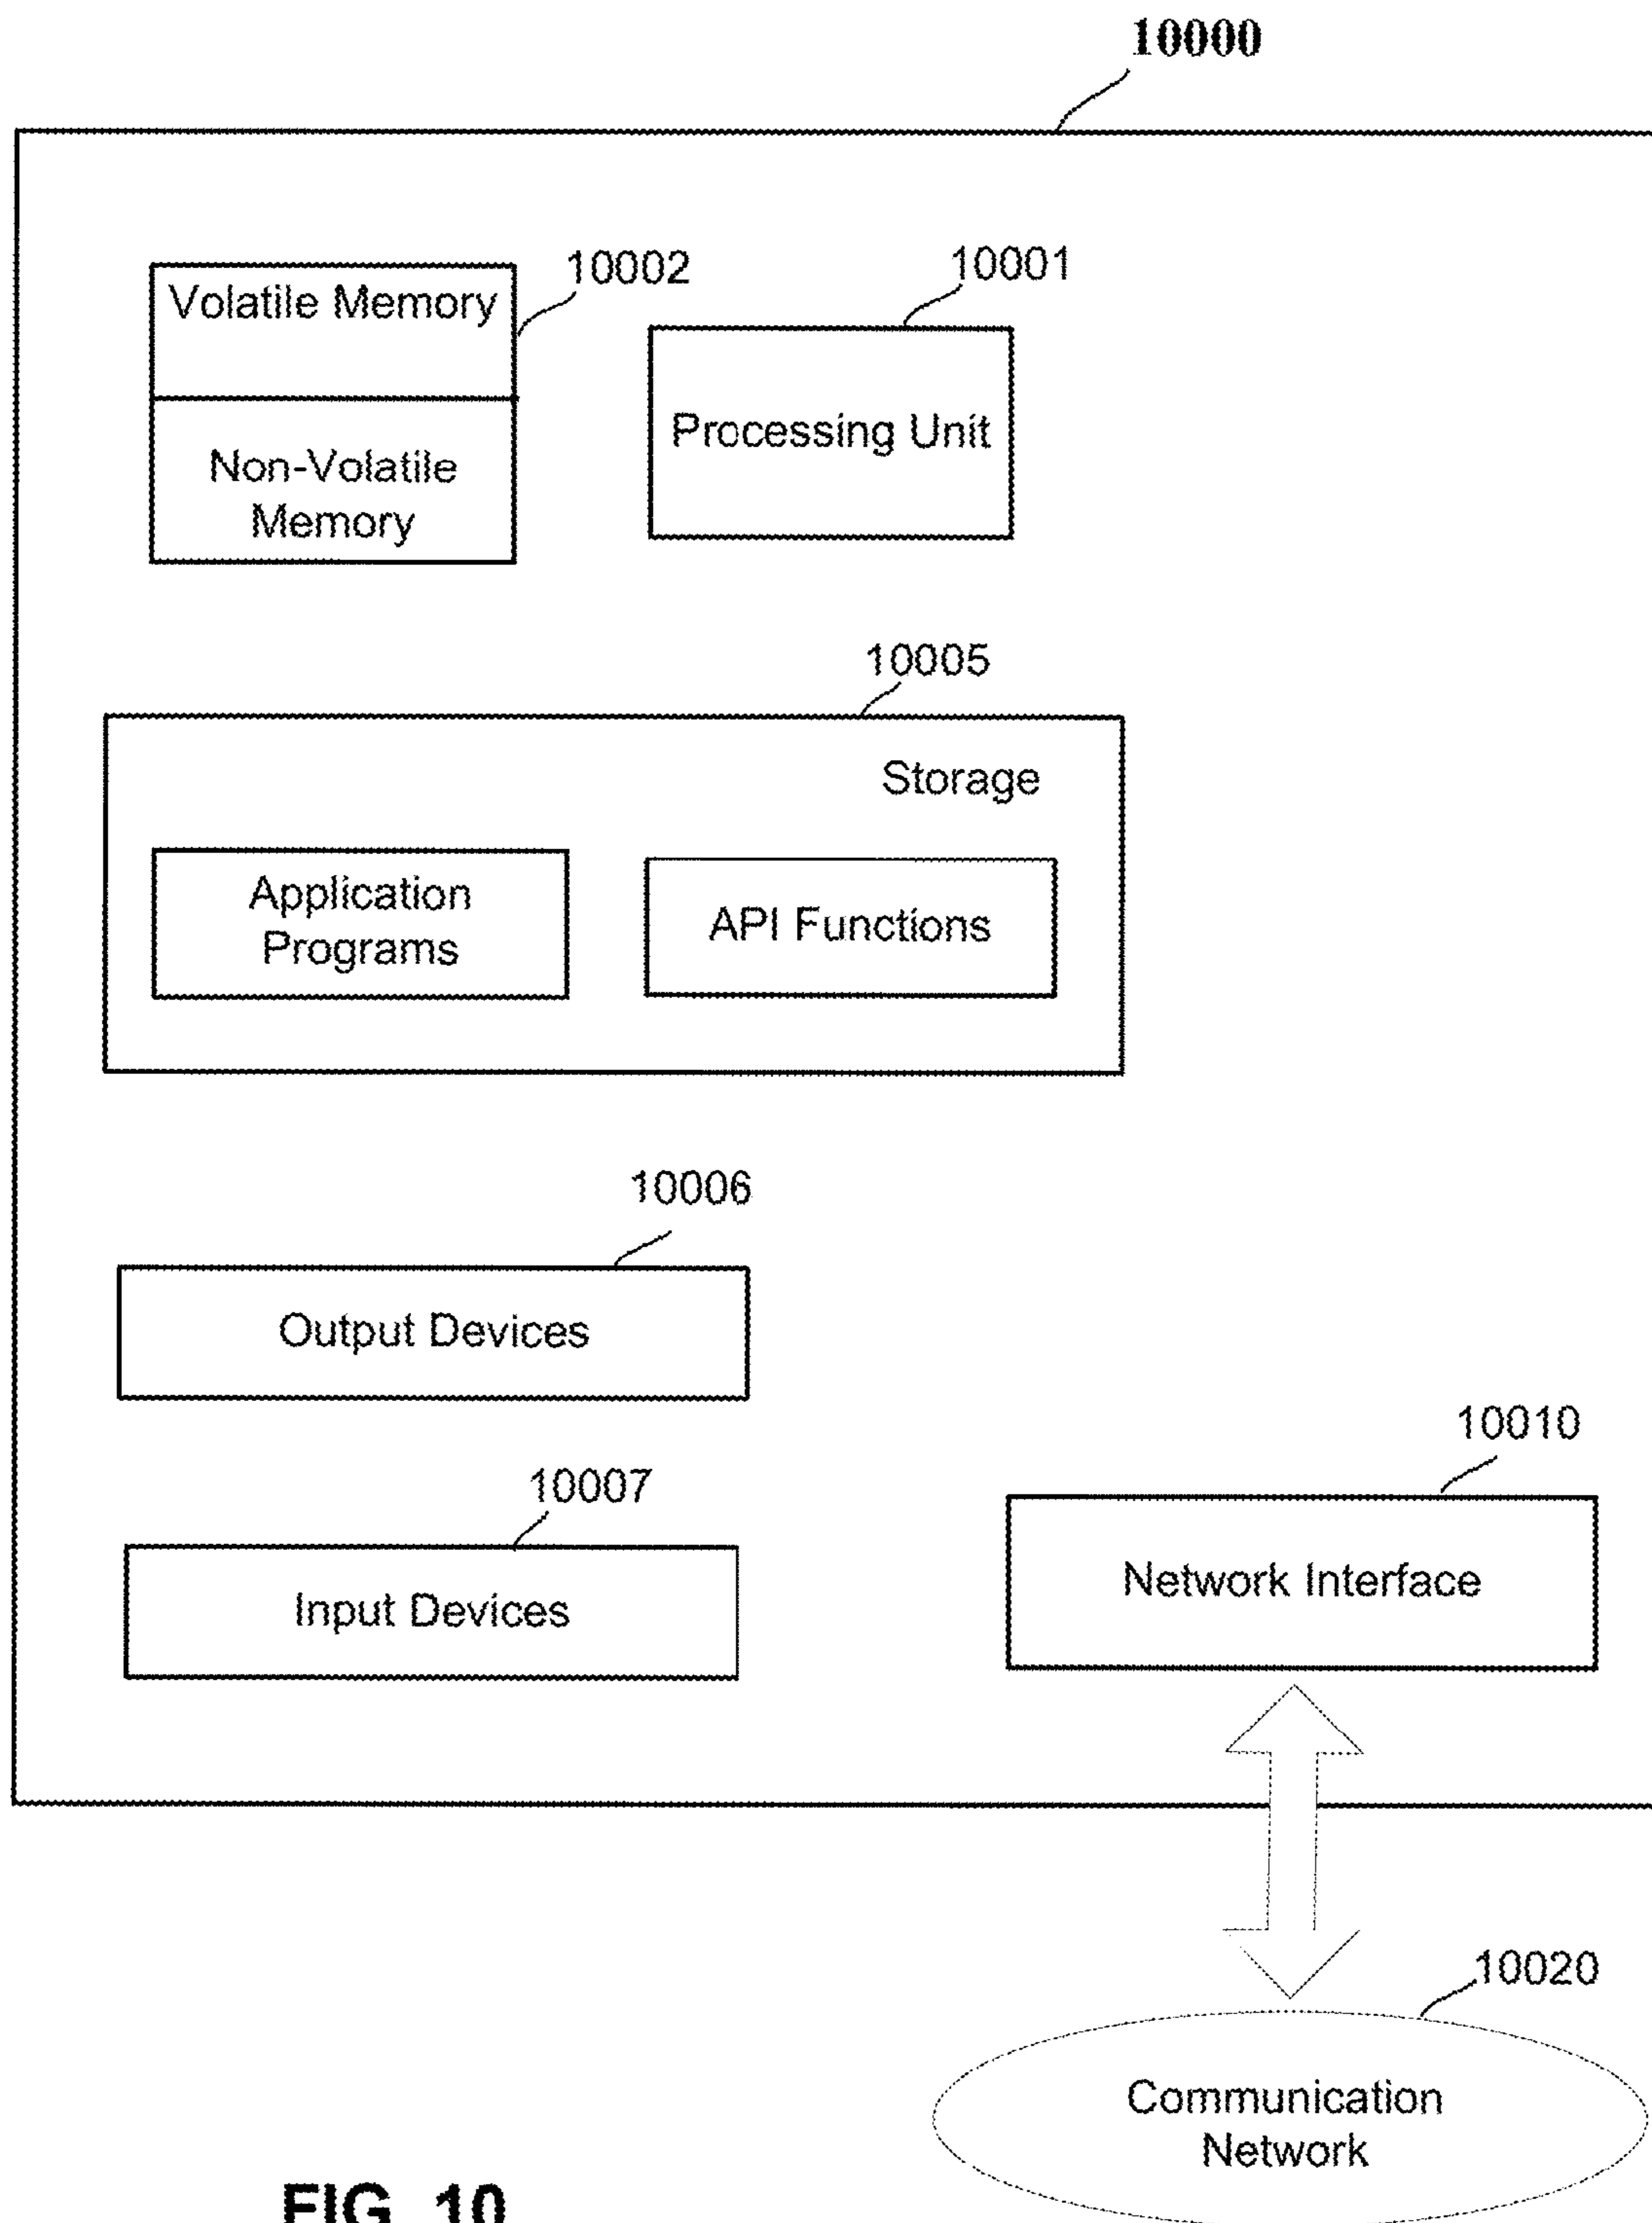 10000
10002
10001
Volatile Memory
Non-Volatile
Memory
Processing Unit
10005
Storage
Application
Programs
API Functions
10006
Output Devices
10010
10007
Network Interface
Input Devices
10020
Communication
Network
FIG. 10